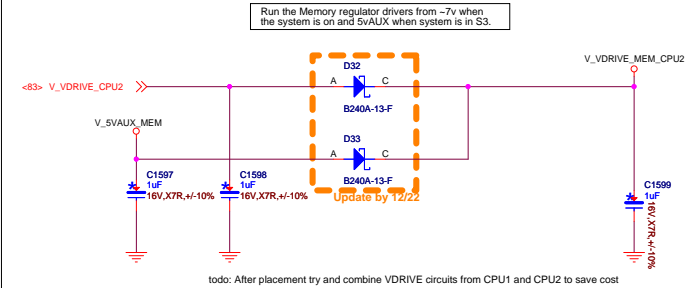 Run the Memory regulator drivers from ~7v when
the system is on and 5vAUX when system is in S3.
V_VDRIVE_MEM_CPU2
D32
<83> V_VDRIVE_CPU2
A
C
B240A-13-F
V_5VAUX_MEM
D33
A
C
B240A-13-F
C1597
1uF
16V,X7R,+/-10%
C1598
1uF
16V,X7R,+/-10%
Update by 12/22
C1599
1uF
16V,X7R,+/-10%
todo: After placement try and combine VDRIVE circuits from CPU1 and CPU2 to save cost